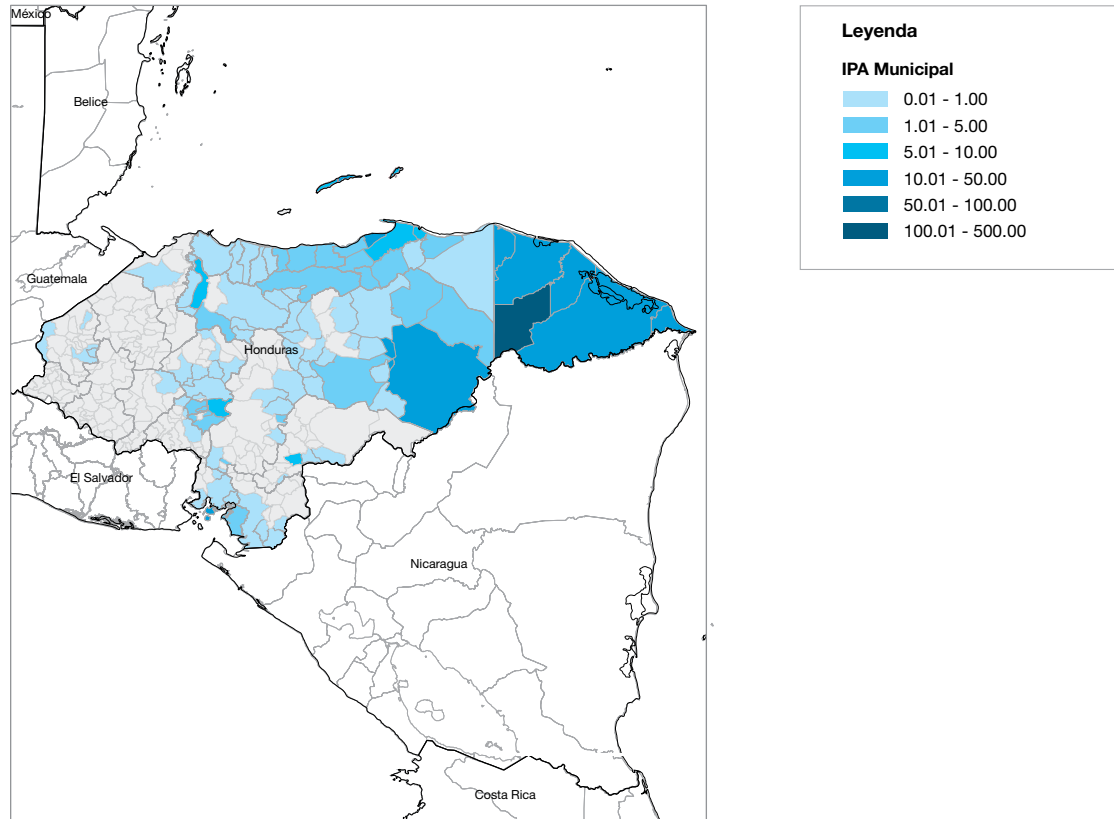 México
Belice
Guatemala
Honduras
El Salvador
Nicaragua
Costa Rica
Leyenda
IPA Municipal
0.01 - 1.00
1.01 - 5.00
5.01 - 10.00
10.01 - 50.00
50.01 - 100.00
100.01 - 500.00